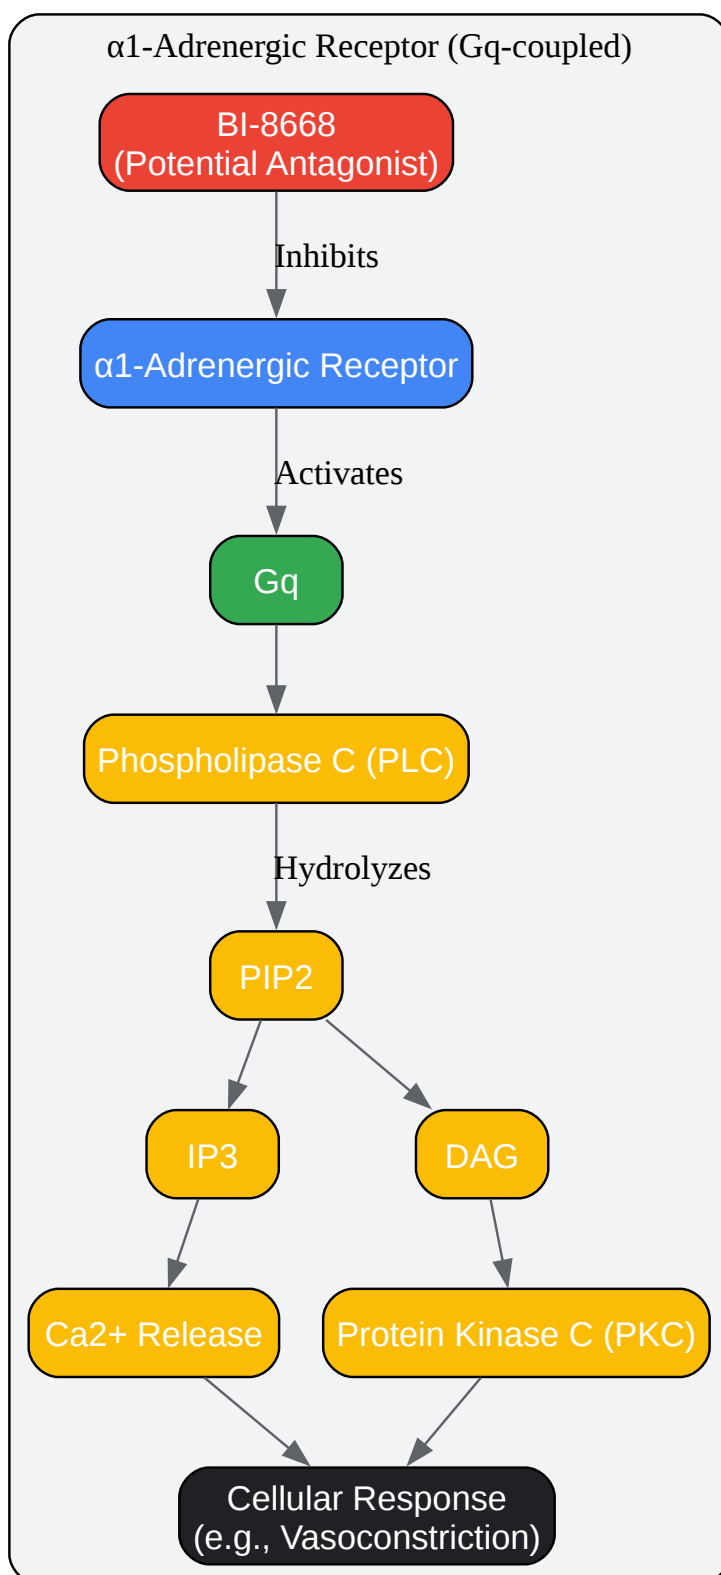 α1-Adrenergic Receptor (Gq-coupled)
BI-8668
(Potential Antagonist)
Inhibits
α1-Adrenergic Receptor
Activates
Gq
Phospholipase C (PLC)
Hydrolyzes
PIP2
IP3
DAG
Ca2+ Release
Protein Kinase C (PKC)
Cellular Response
(e.g., Vasoconstriction)